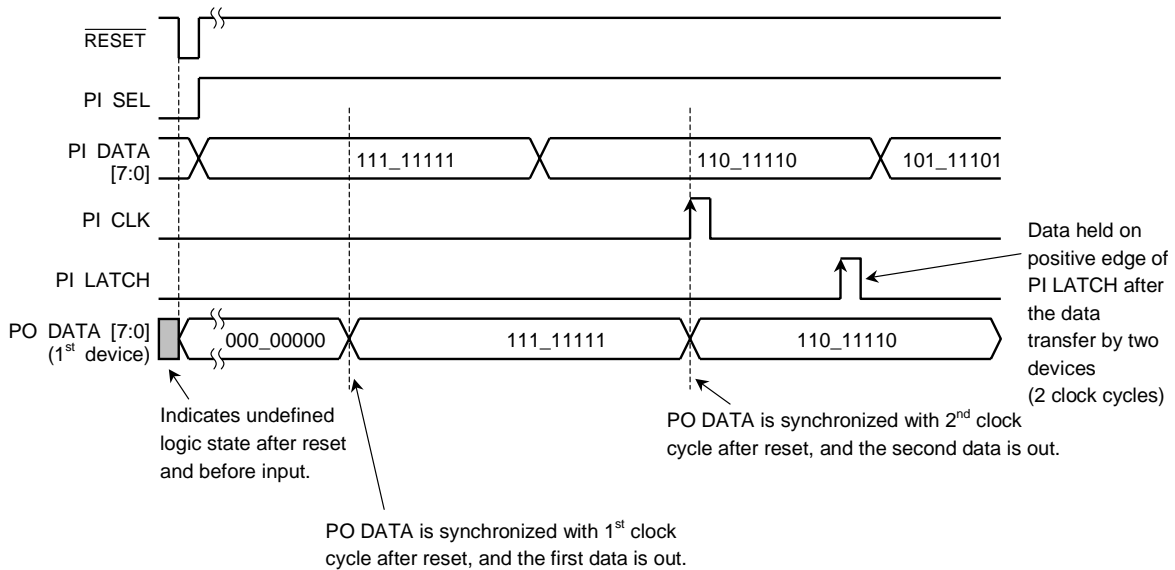 RESET
PI SEL
PI DATA
[7:0]
111_11111
110_11110
101_11101
PI CLK
PI LATCH
Data held on
positive edge of
PI LATCH after
the data
transfer by two
devices
(2 clock cycles)
PO DATA [7:0]
(1st device)
000_00000
111_11111
110_11110
Indicates undefined
logic state after reset
and before input.
PO DATA is synchronized with 2nd clock
cycle after reset, and the second data is out.
PO DATA is synchronized with 1st clock
cycle after reset, and the first data is out.